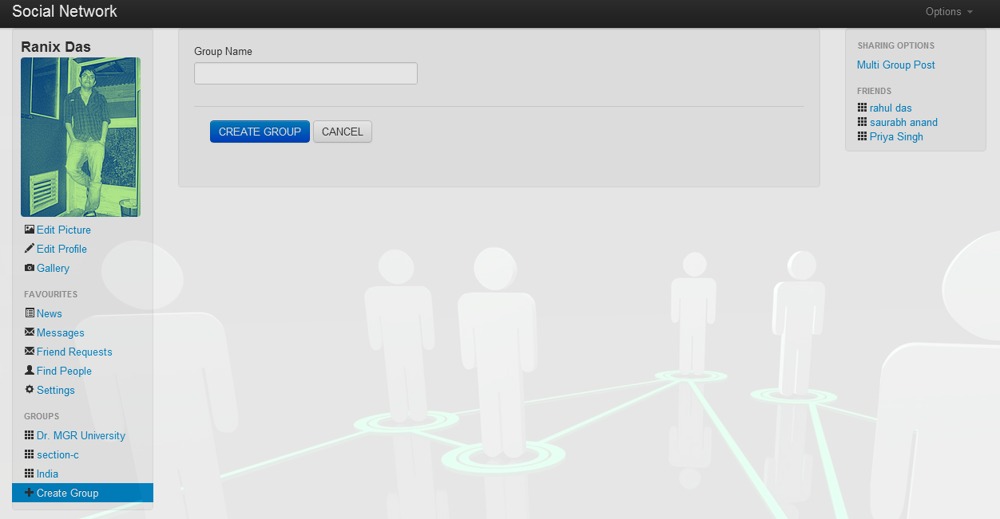 Social Network
Options
Ranix Das
Edit Picture
Edit Profile
Gallery
FAVOURITES
News
Messages
Friend Requests
Find People
Settings
GROUPS
Dr. MGR University
section-c
India
Create Group
Group Name
CREATE GROUP CANCEL
SHARING OPTIONS
Multi Group Post
FRIENDS
rahul das
saurabh anand
Priya Singh